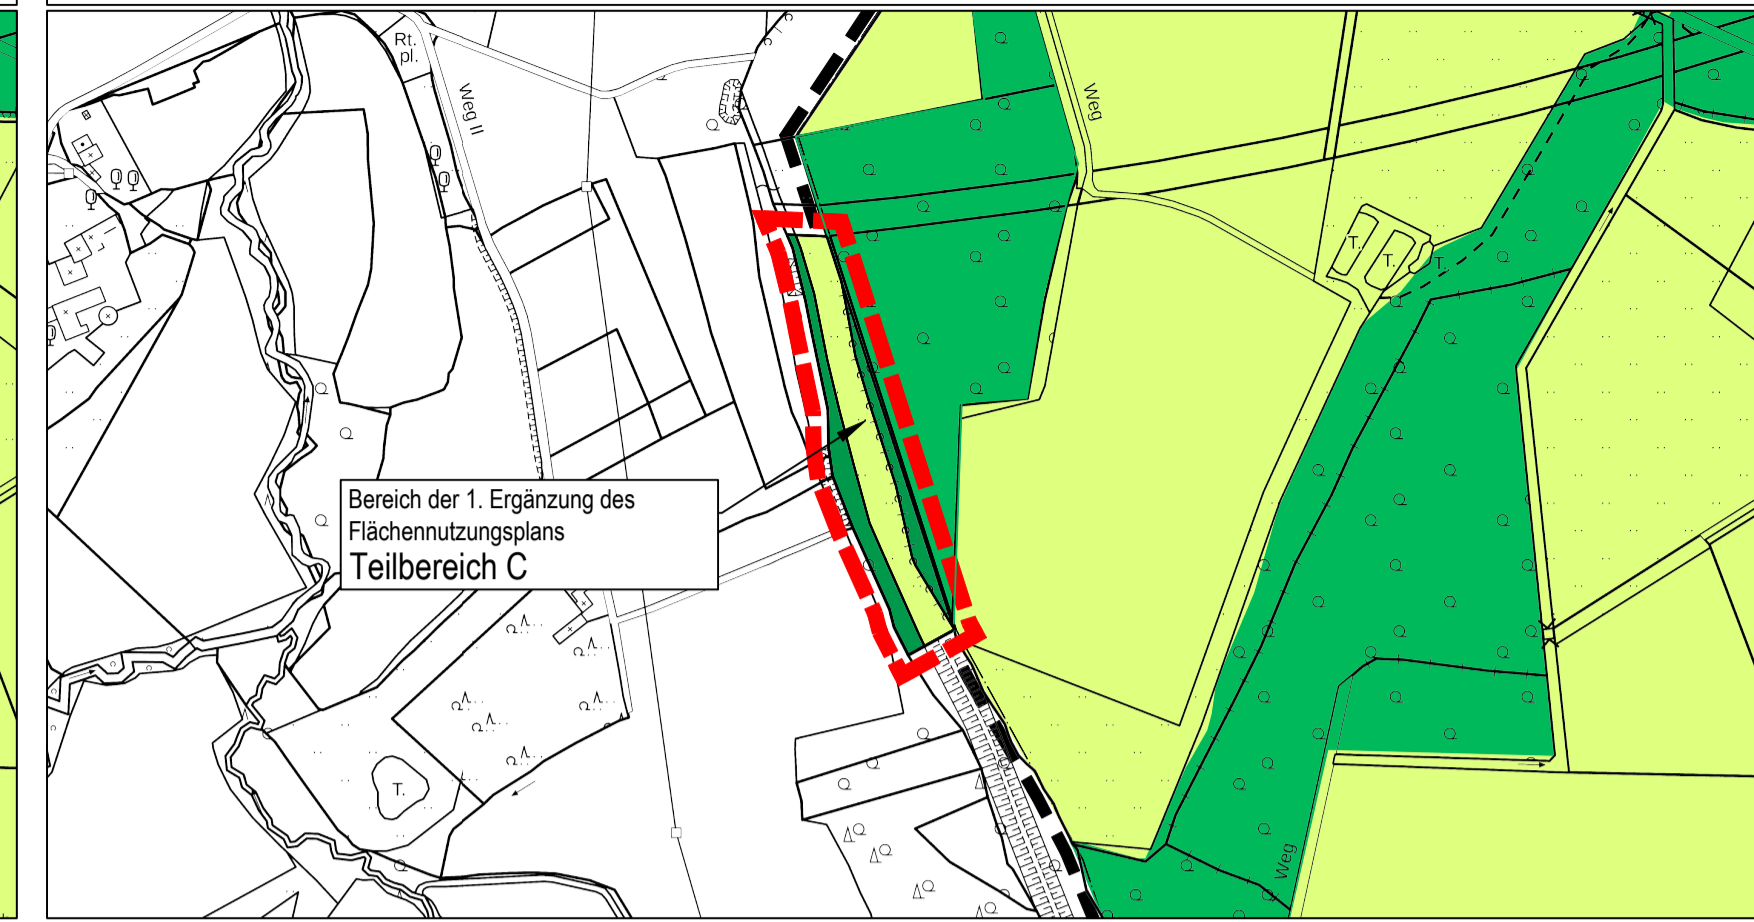 Rt.
pl.
Weg II
Weg
T.
T.
T.
Bereich der 1. Ergänzung des
Flächennutzungsplans
Teilbereich C
T.
Weg